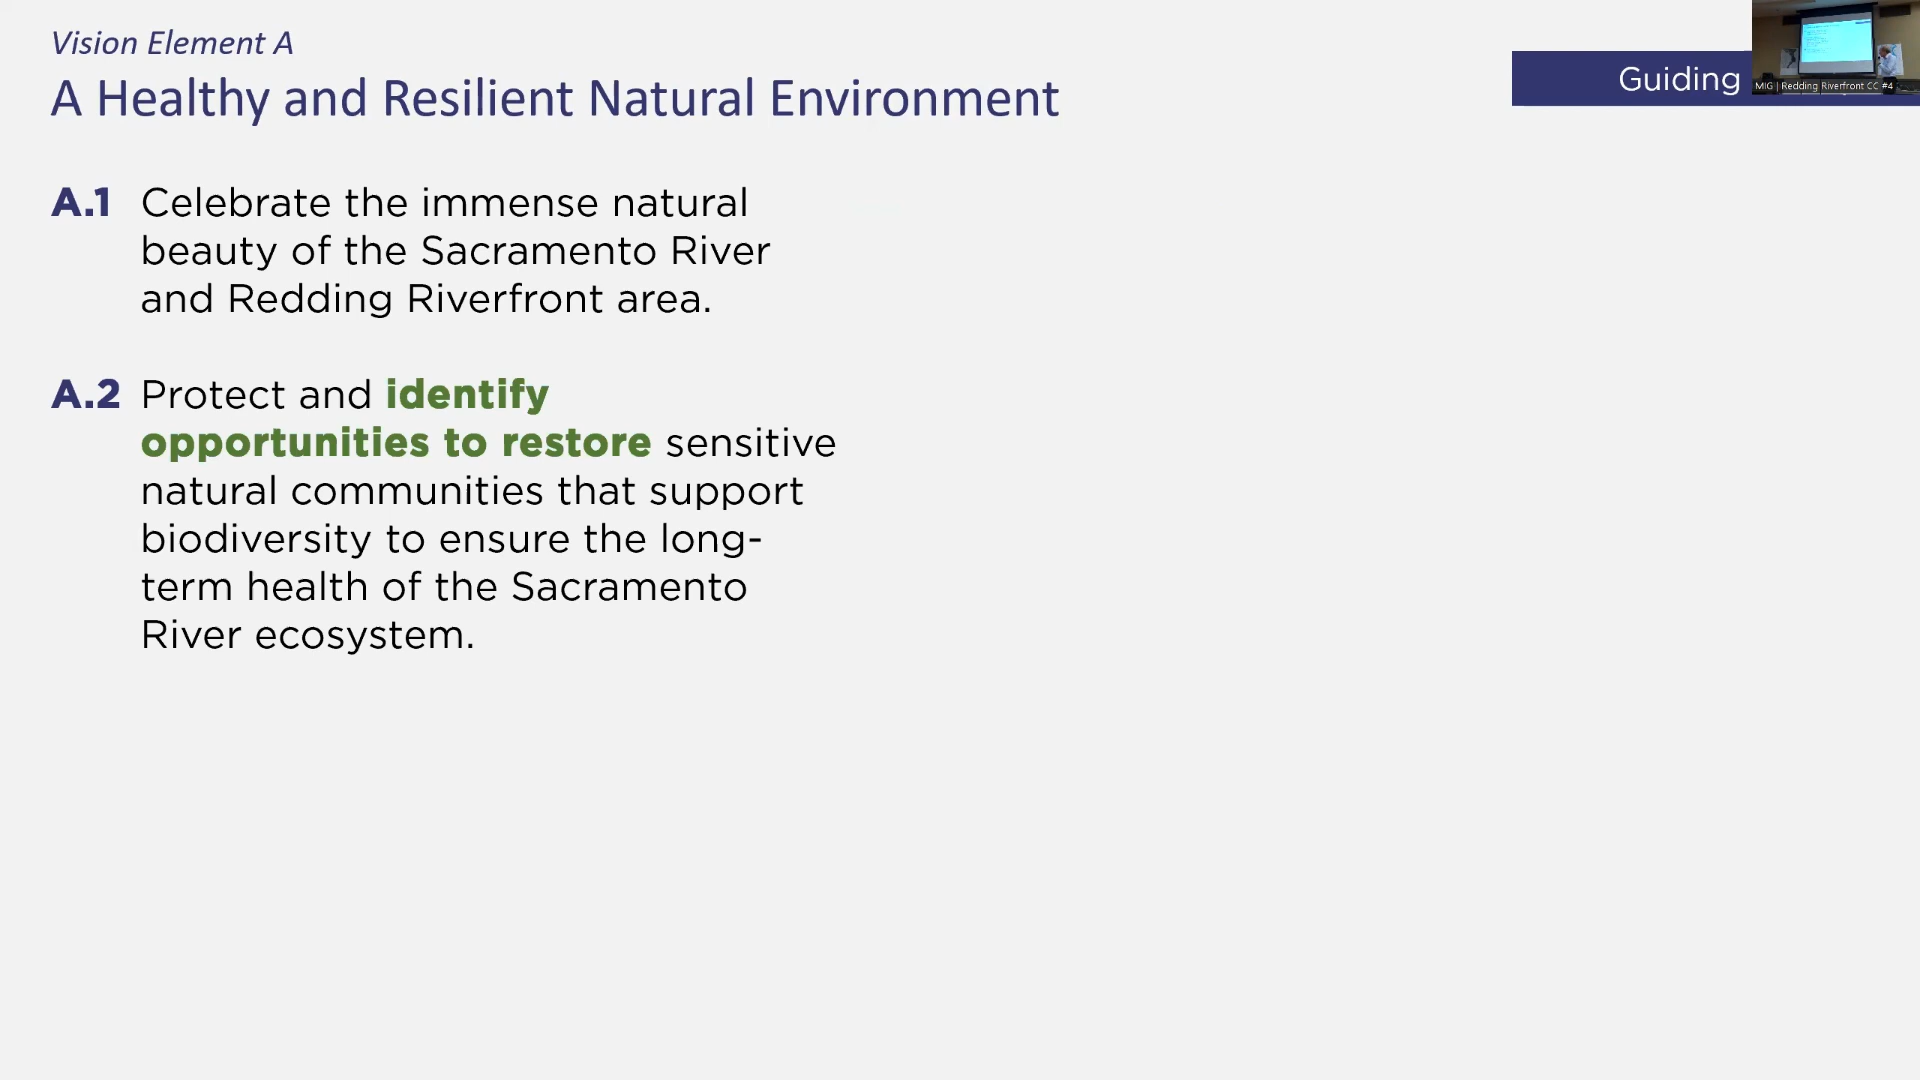 Vision Element A
A Healthy and Resilient Natural Environment
Guiding
MIG | Redding Riverfront CC #4
A.1 Celebrate the immense natural
beauty of the Sacramento River
and Redding Riverfront area.
A.2 Protect and identify
opportunities to restore sensitive
natural communities that support
biodiversity to ensure the long-
term health of the Sacramento
River ecosystem.